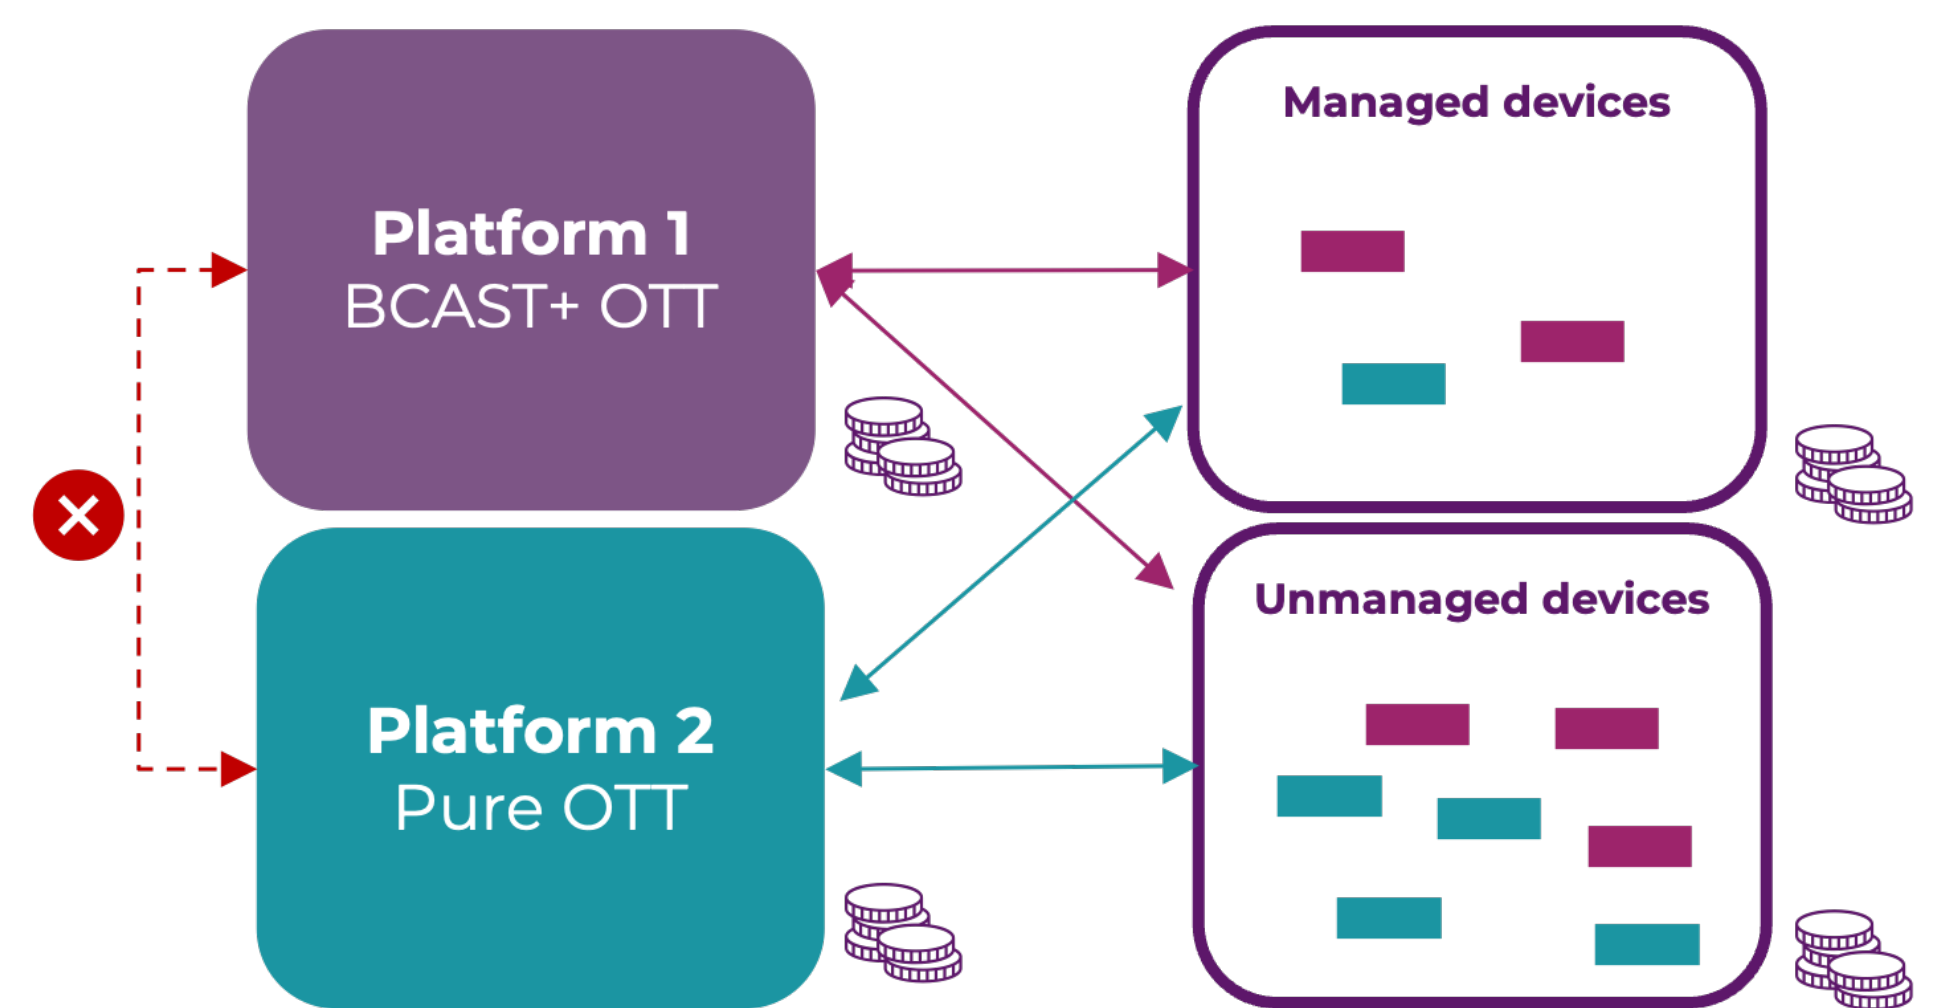 Platform 1
BCAST+ OTT
Managed devices
Platform 2
Pure OTT
Unmanaged devices